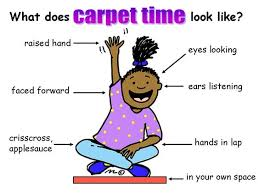 What does carpet time look like?
raised hand
eyes looking
faced forward
ears listening
crisscross,
applesauce
hands in lap
in your own space